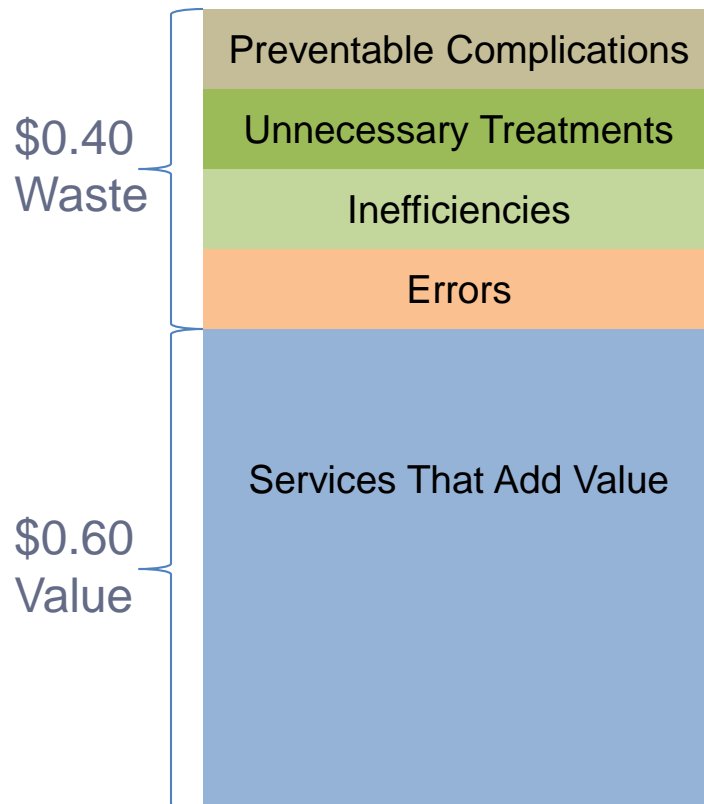 Preventable Complications
$0.40
Waste
Unnecessary Treatments
Inefficiencies
Errors
Services That Add Value
$0.60
Value